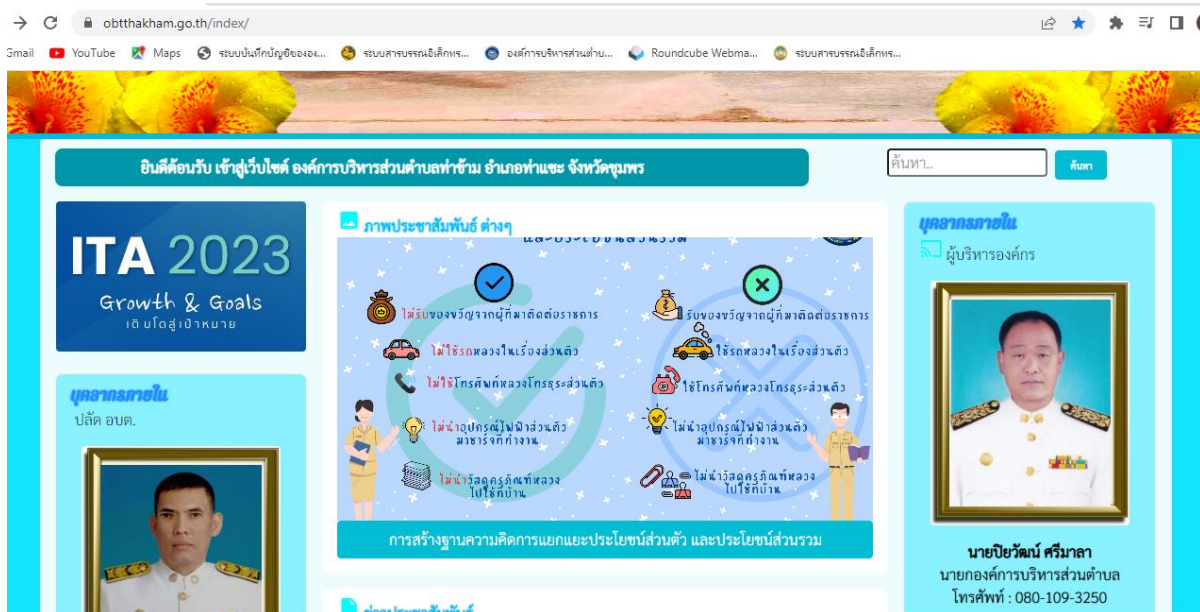 obtthakham.go.th/index/
Gmail YouTube Maps ระบบบันทึกบัญชีขององ... ระบบสารบรรณอิเล็กทร... องค์การบริหารส่วนตำบ... Roundcube Webma... ระบบสารบรรณอิเล็กทร...
ยินดีต้อนรับ เข้าสู่เว็บไซต์ องค์การบริหารส่วนตำบลท่าข้าม อำเภอท่าแซะ จังหวัดชุมพร
ค้นหา..
ค้นหา
ITA 2023
Growth & Goals
เติบโตสู่เป้าหมาย
บุคลากรภายใน
ปลัด อบต.
ภาพประชาสัมพันธ์ ต่างๆ
และประโยชน์ส่วนรวม
ไม่รับของขวัญจากผู้ที่มาติดต่อราชการ
ไม่ใช้รถหลวงในเรื่องส่วนตัว
ไม่ใช้โทรศัพท์หลวงโทรธุระส่วนตัว
ไม่นำอุปกรณ์ไฟฟ้าส่วนตัว
มาชาร์จที่ทำงาน
ไม่นำวัสดุครุภัณฑ์หลวง
ไปใช้ที่บ้าน
รับของขวัญจากผู้ที่มาติดต่อราชการ
ใช้รถหลวงในเรื่องส่วนตัว
ใช้โทรศัพท์หลวงโทรธุระส่วนตัว
ไม่นำอุปกรณ์ไฟฟ้าส่วนตัว
มาชาร์จที่ทำงาน
ไม่นำวัสดุครุภัณฑ์หลวง
ไปใช้ที่บ้าน
การสร้างฐานความคิดการแยกแยะประโยชน์ส่วนตัว และประโยชน์ส่วนรวม
ข่าวประชาสัมพันธ์
บุคลากรภายใน
ผู้บริหารองค์กร
นายปิยวัฒน์ ศรีมาลา
นายกองค์การบริหารส่วนตำบล
โทรศัพท์ : 080-109-3250